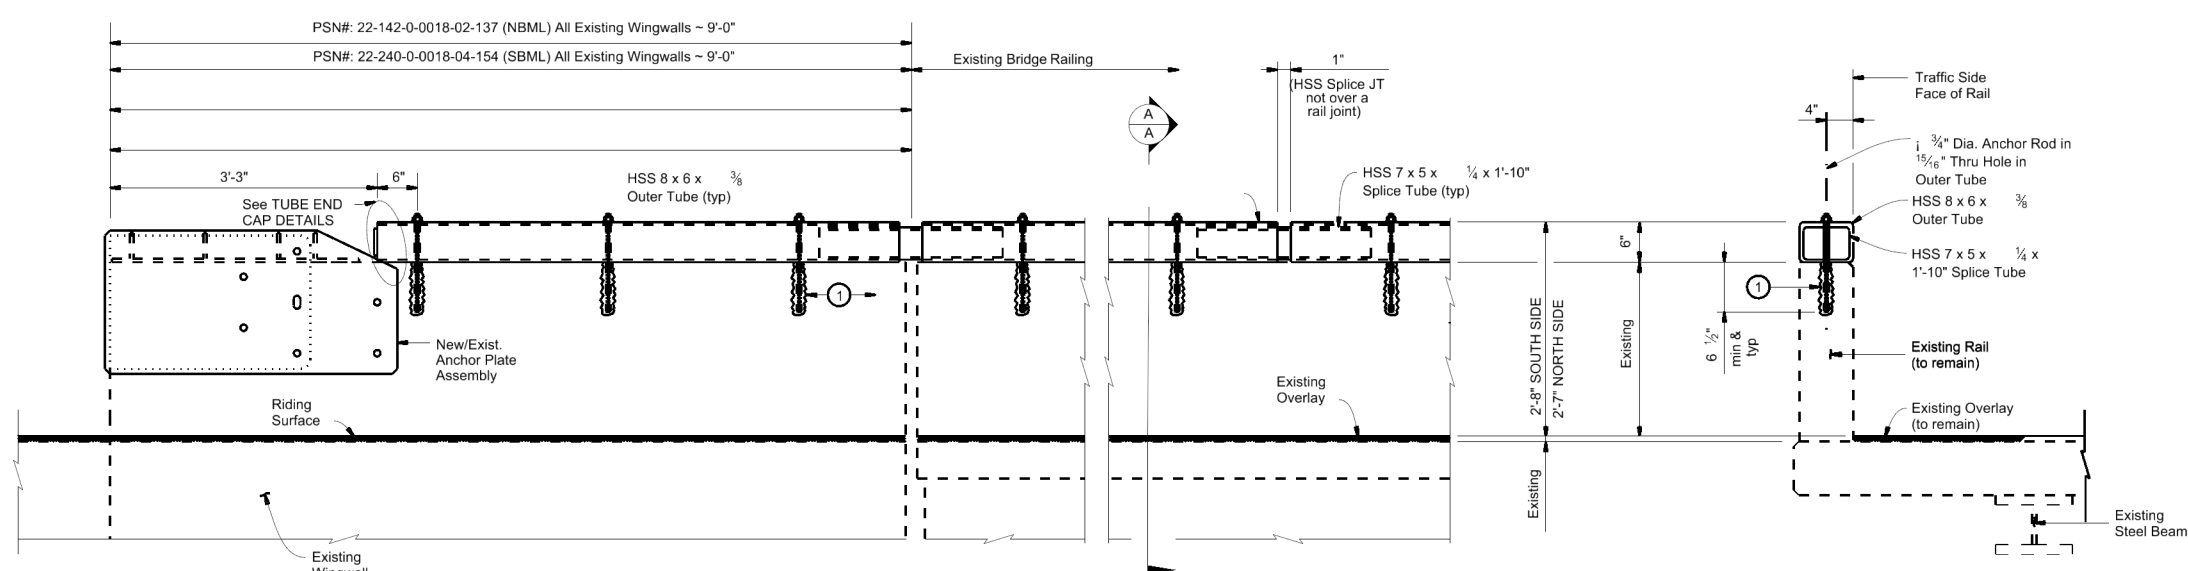 PSN#: 22-142-0-0018-02-137 (NBML) All Existing Wingwalls ~ 9'-0"
PSN#: 22-240-0-0018-04-154 (SBML) All Existing Wingwalls ~ 9'-0"
Existing Bridge Railing
1"
(HSS Splice JT
not over a
rail joint)
A
A
3'-3"
6"
See TUBE END
CAP DETAILS
HSS 8 x 6 x 3/8
Outer Tube (typ)
HSS 7 x 5 x 1/4 x 1'-10"
Splice Tube (typ)
1
New/Exist.
Anchor Plate
Assembly
Riding
Surface
Existing
Overlay
Existing
2'-8" SOUTH SIDE
2'-7" NORTH SIDE
6"
Existing
Existing
4"
Traffic Side
Face of Rail
¡ 3/4" Dia. Anchor Rod in
15/16" Thru Hole in
Outer Tube
HSS 8 x 6 x 3/8
Outer Tube
HSS 7 x 5 x 1/4 x
1'-10" Splice Tube
1
6 1/2"
min &
typ
Existing Rail
(to remain)
Existing Overlay
(to remain)
Existing
Steel Beam